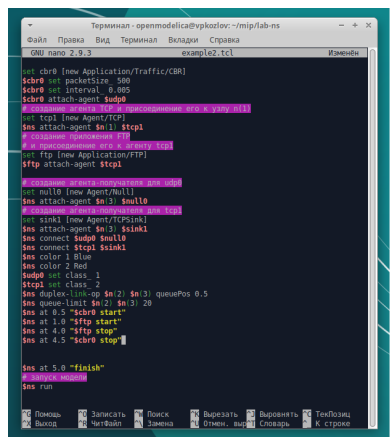 Терминал - openmodelica@vpkozlov: ~/mip/lab-ns
Файл Правка Вид Терминал Вкладки Справка
GNU nano 2.9.3 example2.tcl Изменён
set cbr0 [new Application/Traffic/CBR]
$cbr0 set packetSize_ 500
$cbr0 set interval_ 0.005
$cbr0 attach-agent $udp0
# создание агента TCP и присоединение его к узлу n(1)
set tcp1 [new Agent/TCP]
$ns attach-agent $n(1) $tcp1
# создание приложения FTP
# и присоединение его к агенту tcp1
set ftp [new Application/FTP]
$ftp attach-agent $tcp1
# создание агента-получателя для udp0
set null0 [new Agent/Null]
$ns attach-agent $n(3) $null0
# создание агента-получателя для tcp1
set sink1 [new Agent/TCPSink]
$ns attach-agent $n(3) $sink1
$ns connect $udp0 $null0
$ns connect $tcp1 $sink1
$ns color 1 Blue
$ns color 2 Red
$udp0 set class_ 1
$tcp1 set class_ 2
$ns duplex-link-op $n(2) $n(3) queuePos 0.5
$ns queue-limit $n(2) $n(3) 20
$ns at 0.5 "$cbr0 start"
$ns at 1.0 "$ftp start"
$ns at 4.0 "$ftp stop"
$ns at 4.5 "$cbr0 stop"
$ns at 5.0 "finish"
# запуск модели
$ns run
^G Помощь ^O Записать ^W Поиск ^K Вырезать ^J Выровнять ^C ТекПозиц
^X Выход ^R ЧитФайл ^\ Замена ^U Отмен. выр ^T Словарь ^_ К строке